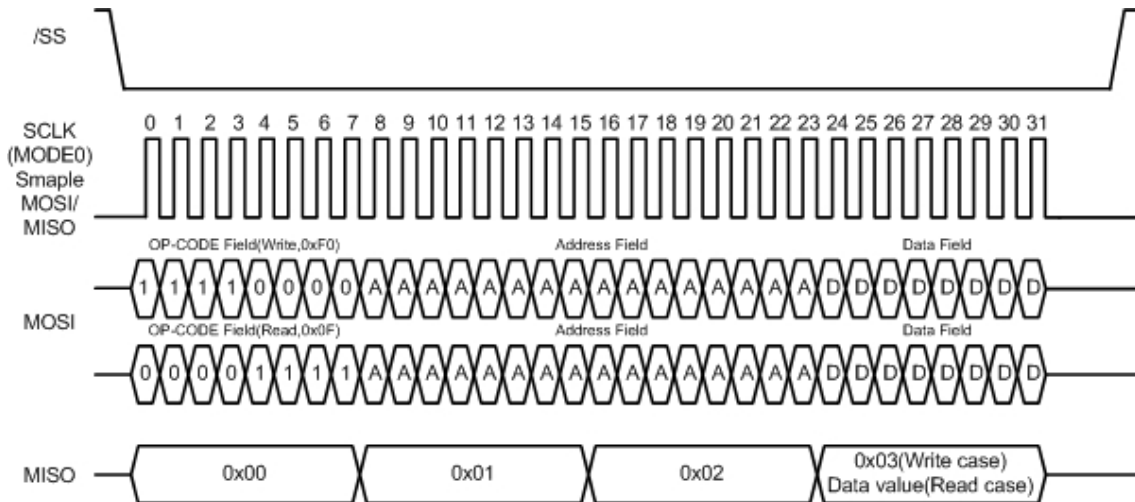 /SS
0 1 2 3 4 5 6 7 8 9 10 11 12 13 14 15 16 17 18 19 20 21 22 23 24 25 26 27 28 29 30 31
SCLK
(MODE0)
Smaple
MOSI/
MISO
OP-CODE Field(Write,0xF0) Address Field Data Field
1 1 1 1 0 0 0 0 A A A A A A A A A A A A A A A A D D D D D D D D
MOSI
OP-CODE Field(Read,0x0F) Address Field Data Field
0 0 0 0 1 1 1 1 A A A A A A A A A A A A A A A A D D D D D D D D
MISO 0x00 0x01 0x02 0x03(Write case)
Data value(Read case)